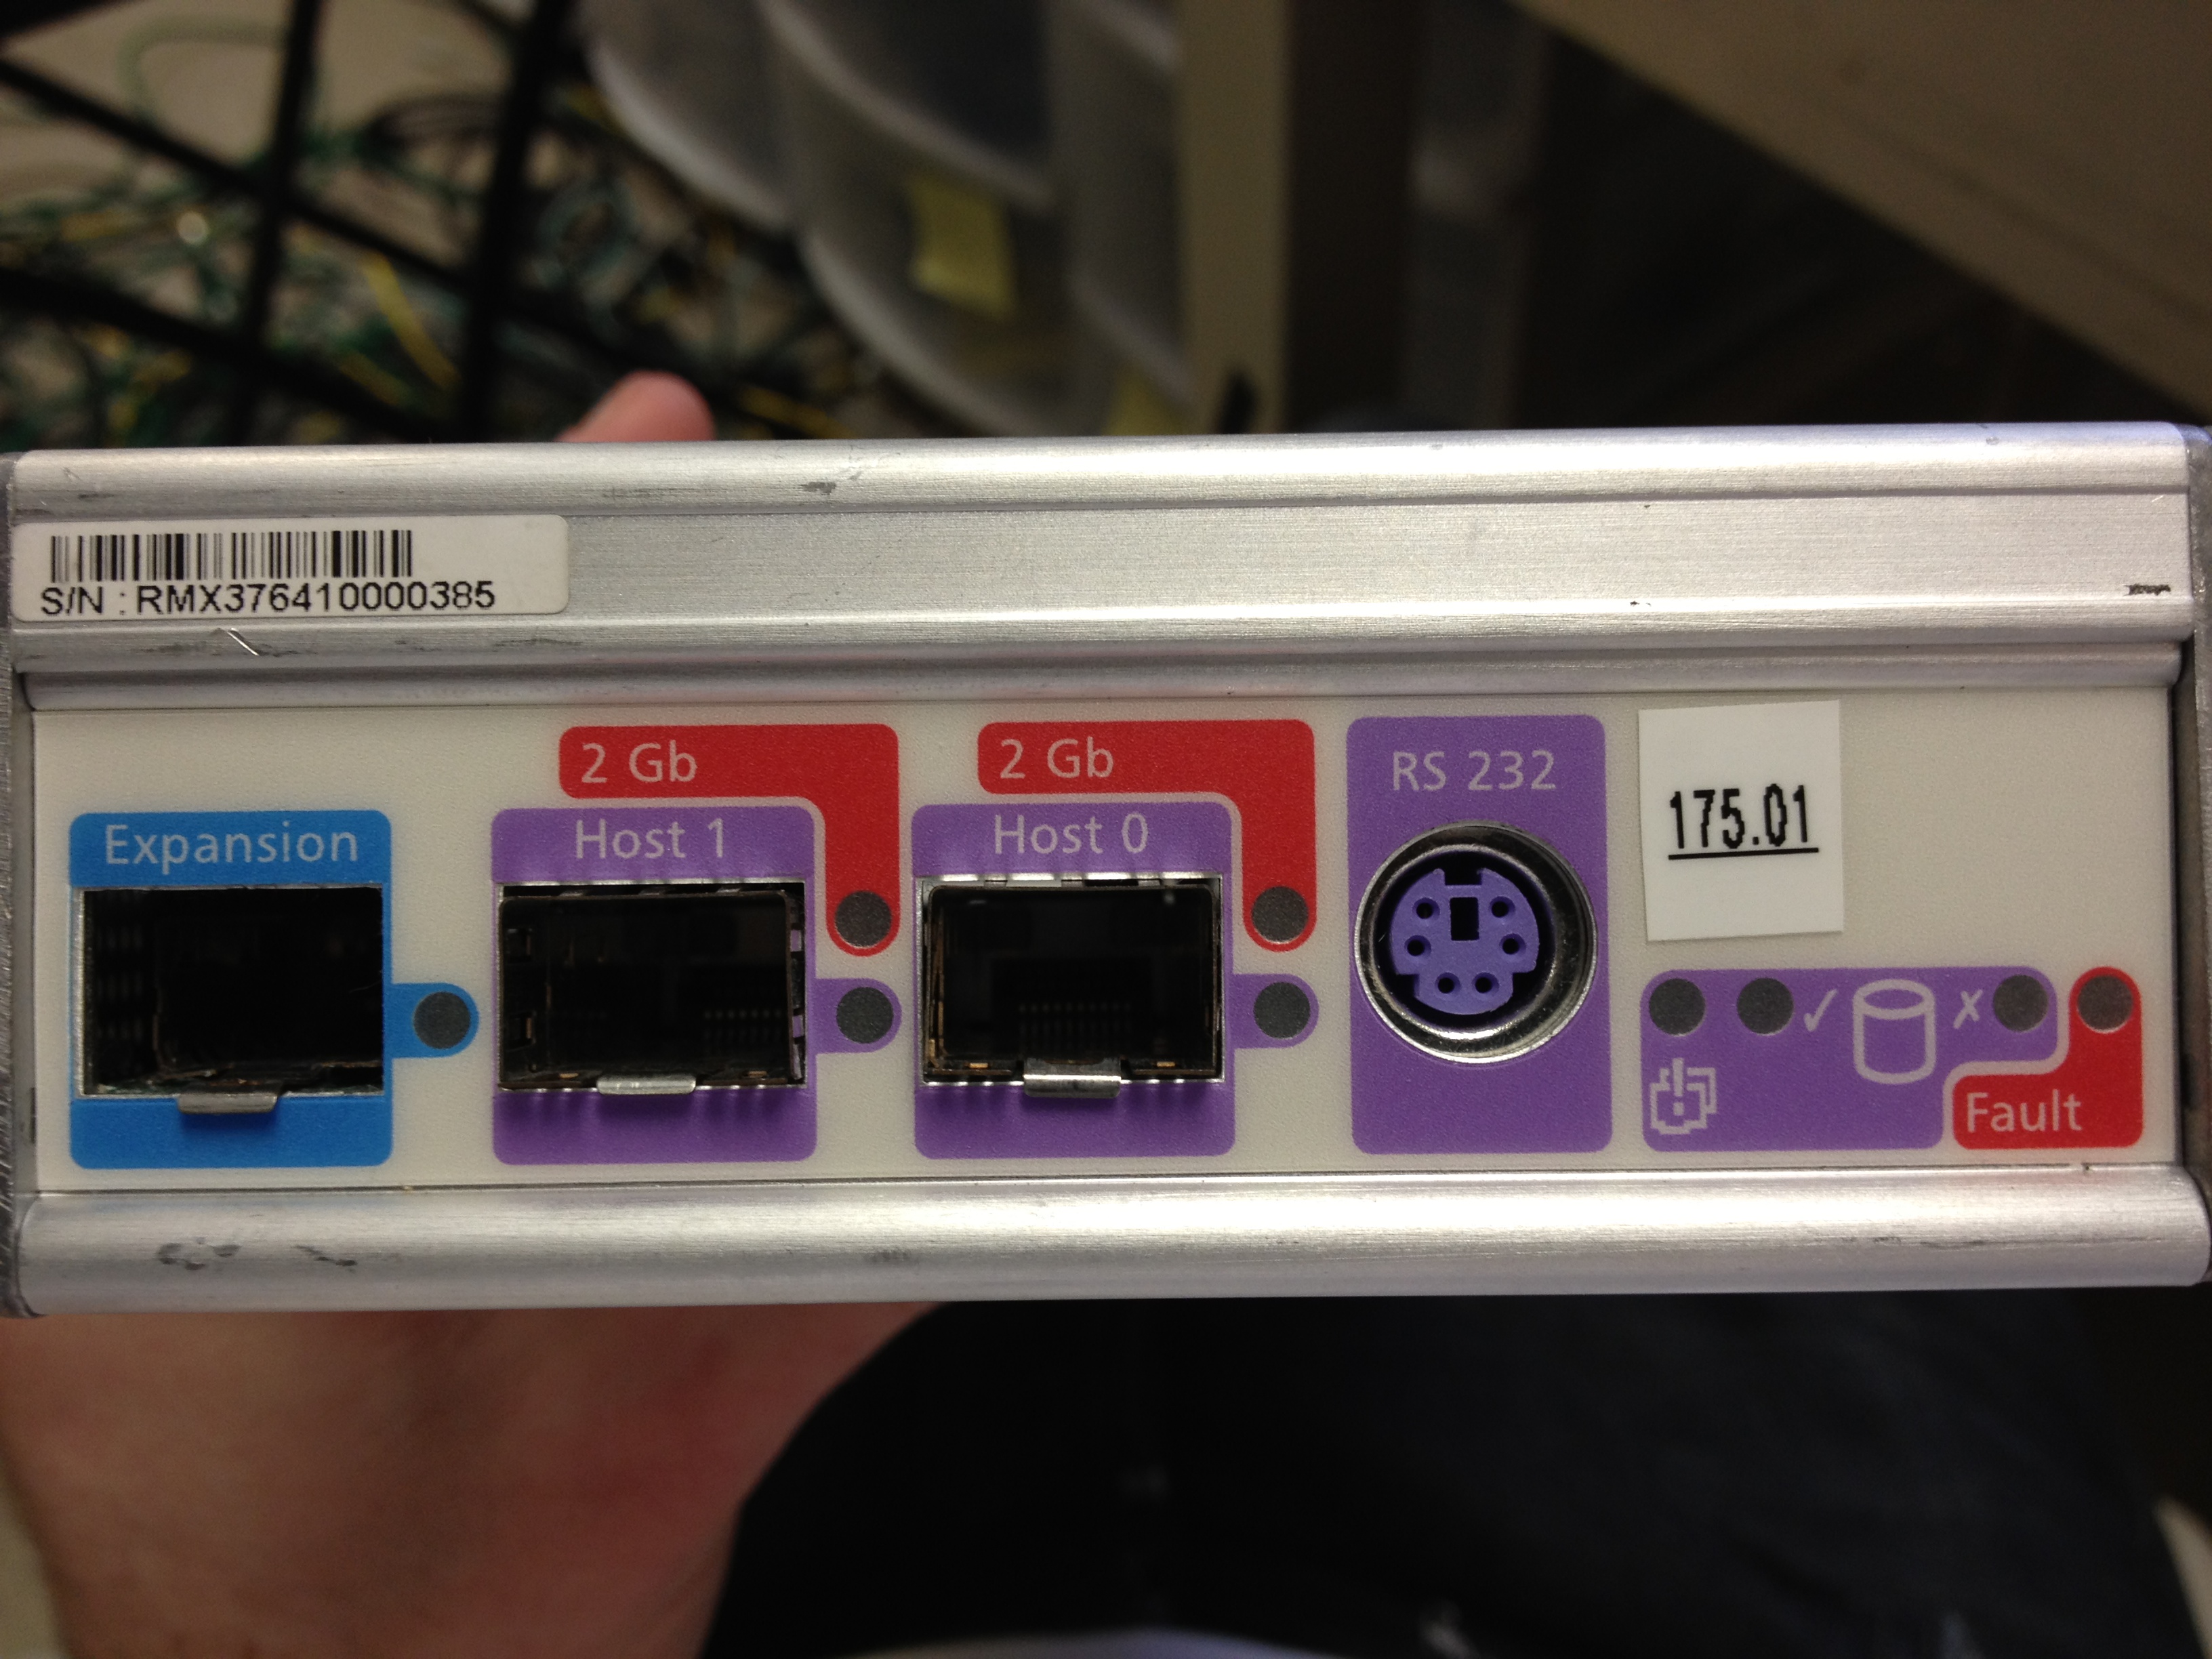 S/N : RMX376410000385
2 Gb
2 Gb
RS 232
175.01
Expansion
Host 1
Host 0
Fault